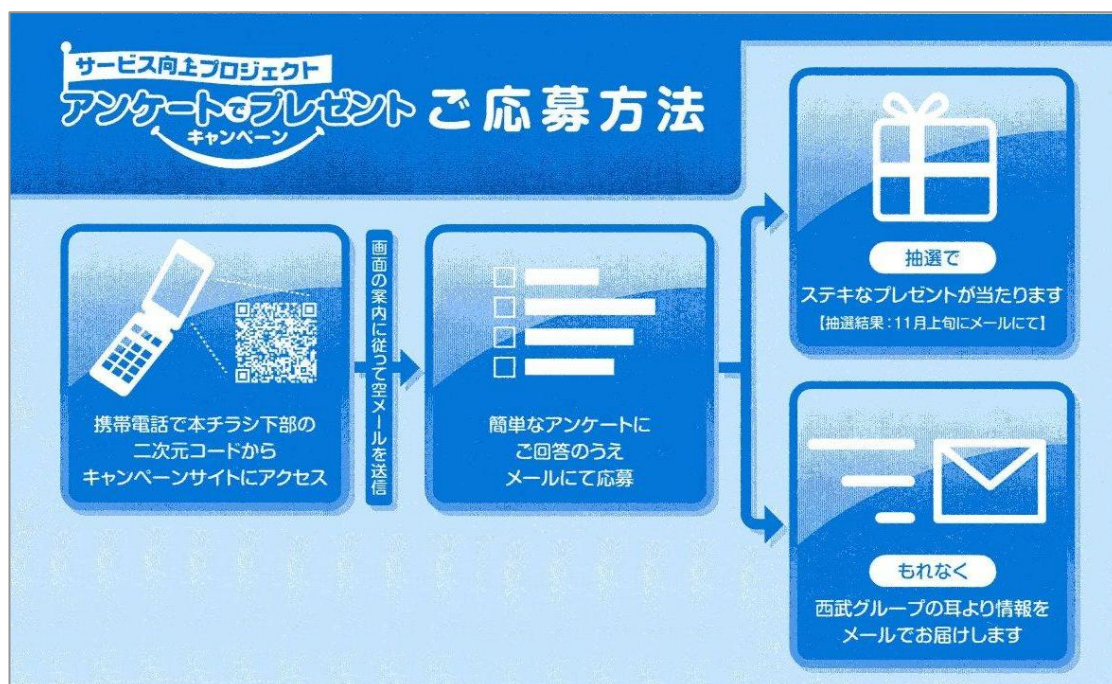 サービス向上プロジェクト
アンケートでプレゼント
キャンペーン
ご応募方法
携帯電話で本チラシ下部の
二次元コードから
キャンペーンサイトにアクセス
画面の案内に従って空メールを送信
簡単なアンケートに
ご回答のうえ
メールにて応募
抽選で
ステキなプレゼントが当たります
【抽選結果:11月上旬にメールにて】
もれなく
西武グループの耳より情報を
メールでお届けします